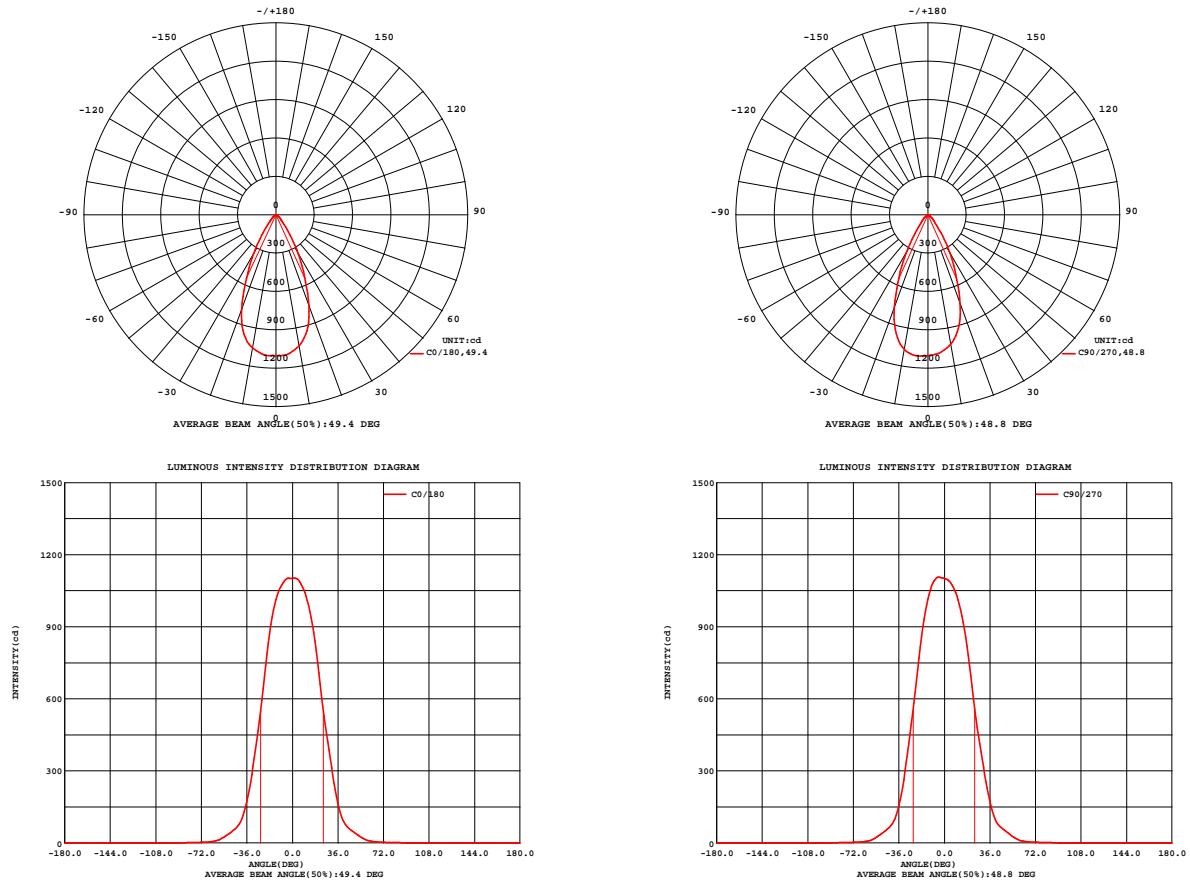 -/+180
-150 150
-120 120
-90 90
-60 60
-30 30
0
0
300
600
900
1200
1500
UNIT:cd
C0/180,49.4
AVERAGE BEAM ANGLE(50%):49.4 DEG
-/+180
-150 150
-120 120
-90 90
-60 60
-30 30
0
0
300
600
900
1200
1500
UNIT:cd
C90/270,48.8
AVERAGE BEAM ANGLE(50%):48.8 DEG
LUMINOUS INTENSITY DISTRIBUTION DIAGRAM
C0/180
1500
1200
900
600
300
0
INTENSITY(cd)
-180.0 -144.0 -108.0 -72.0 -36.0 0.0 36.0 72.0 108.0 144.0 180.0
ANGLE(DEG)
AVERAGE BEAM ANGLE(50%):49.4 DEG
LUMINOUS INTENSITY DISTRIBUTION DIAGRAM
C90/270
1500
1200
900
600
300
0
INTENSITY(cd)
-180.0 -144.0 -108.0 -72.0 -36.0 0.0 36.0 72.0 108.0 144.0 180.0
ANGLE(DEG)
AVERAGE BEAM ANGLE(50%):48.8 DEG